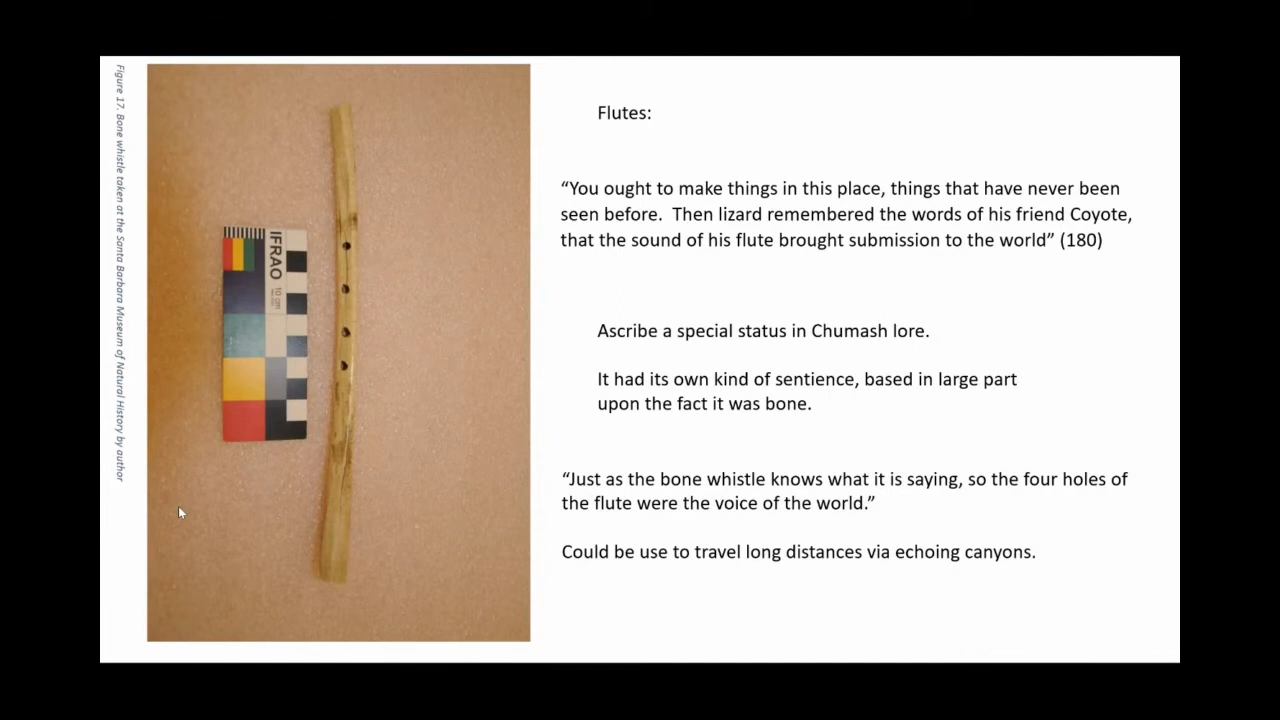 Figure 17. Bone whistle taken at the Santa Barbara Museum of Natural History by author
IFRAO
10 cm
Flutes:
“You ought to make things in this place, things that have never been
seen before.  Then lizard remembered the words of his friend Coyote,
that the sound of his flute brought submission to the world” (180)
Ascribe a special status in Chumash lore.
It had its own kind of sentience, based in large part
upon the fact it was bone.
“Just as the bone whistle knows what it is saying, so the four holes of
the flute were the voice of the world.”
Could be use to travel long distances via echoing canyons.